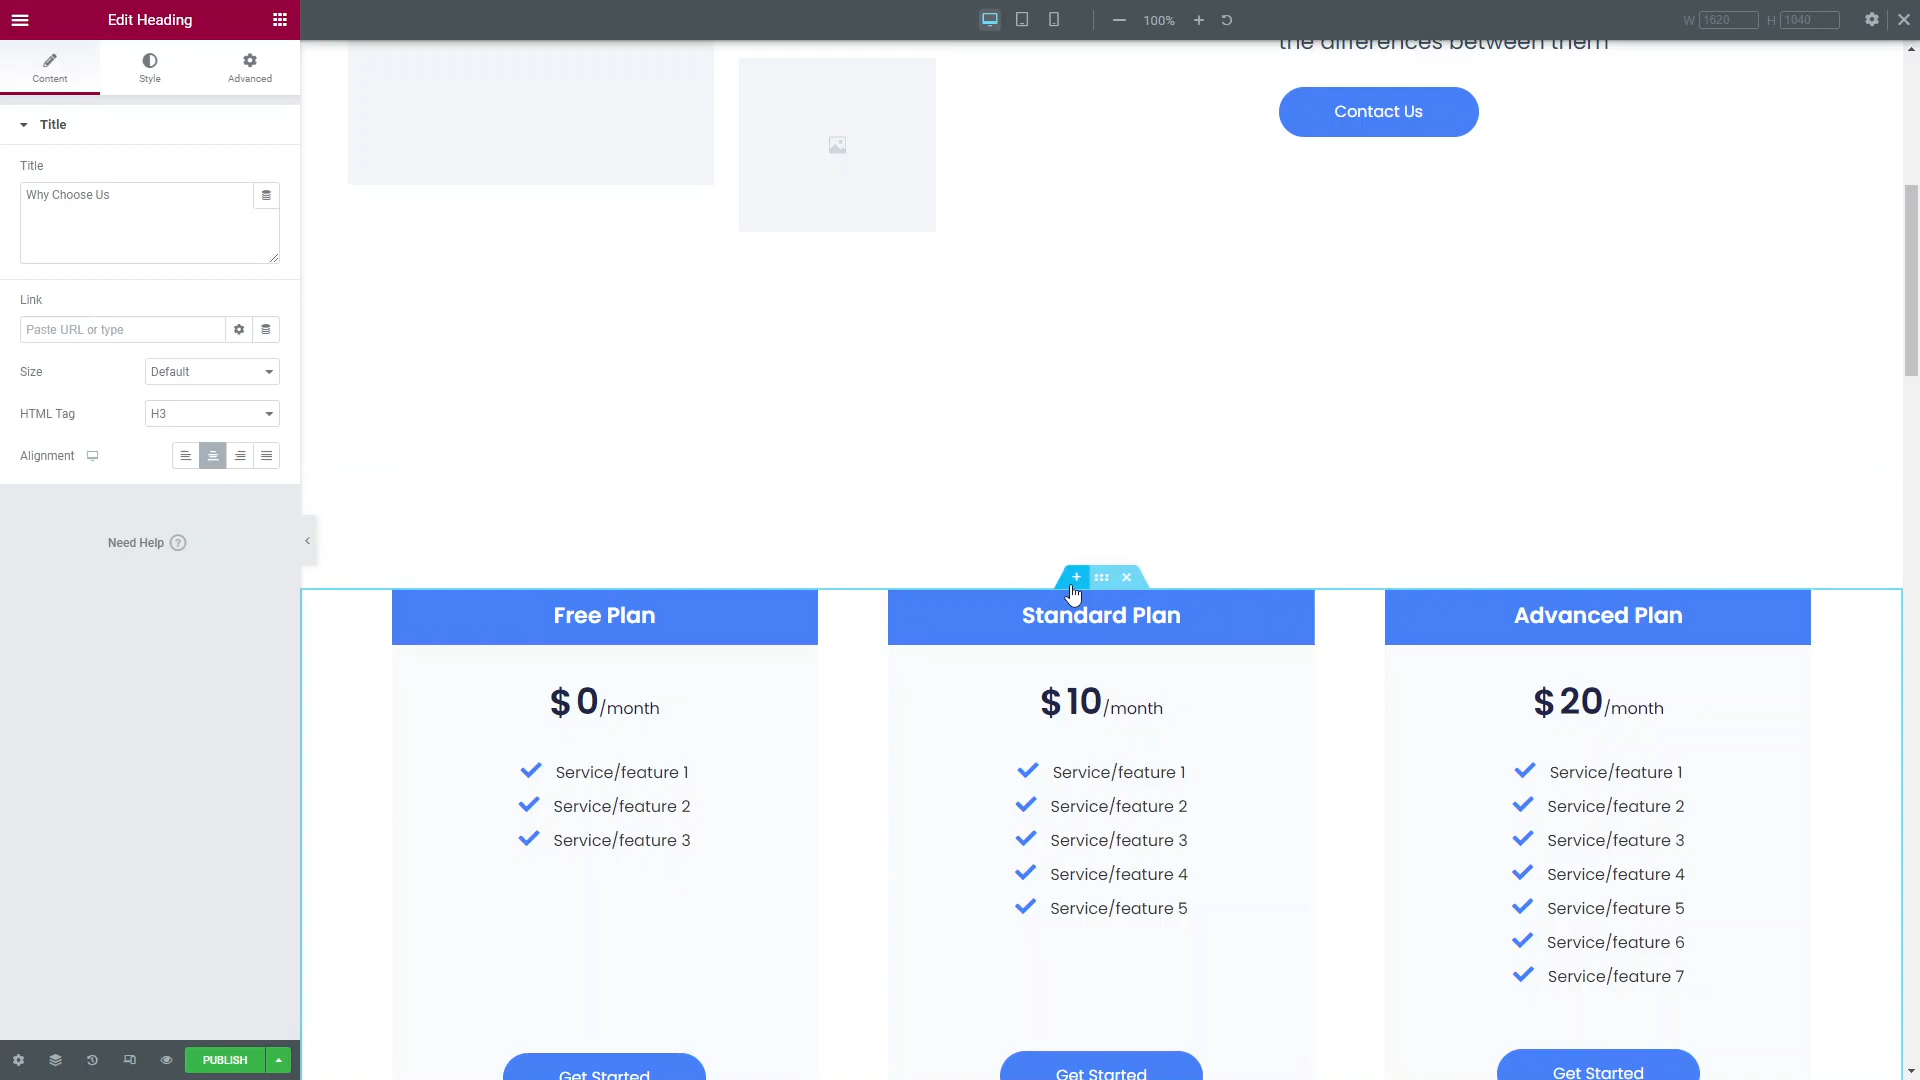 Edit Heading
100%
W 1620 H 1040
Content Style Advanced
Title
Title
Why Choose Us
Link
Paste URL or type
Size Default
HTML Tag H3
Alignment
Need Help ?
PUBLISH
the differences between them
Contact Us
Free Plan
$0/month
Service/feature 1
Service/feature 2
Service/feature 3
Get Started
Standard Plan
$10/month
Service/feature 1
Service/feature 2
Service/feature 3
Service/feature 4
Service/feature 5
Get Started
Advanced Plan
$20/month
Service/feature 1
Service/feature 2
Service/feature 3
Service/feature 4
Service/feature 5
Service/feature 6
Service/feature 7
Get Started